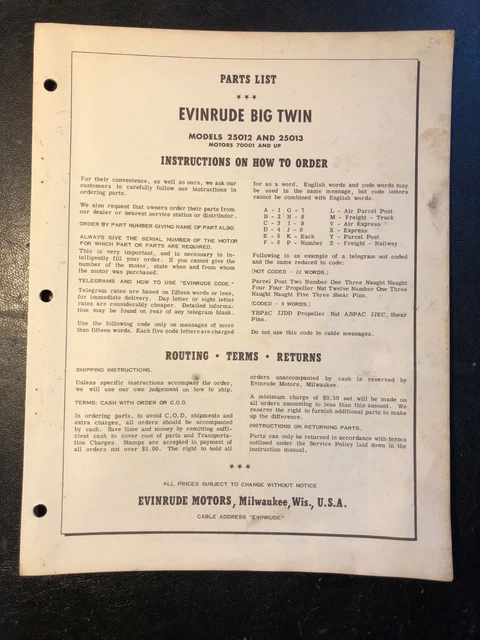 54
PARTS LIST
★ ★ ★
EVINRUDE BIG TWIN
MODELS 25012 AND 25013
MOTORS 70001 AND UP
INSTRUCTIONS ON HOW TO ORDER
For their convenience, as well as ours, we ask our
customers to carefully follow our instructions in
ordering parts.
We also request that owners order their parts from
our dealer or nearest service station or distributor.
ORDER BY PART NUMBER GIVING NAME OF PART ALSO.
ALWAYS GIVE THE SERIAL NUMBER OF THE MOTOR
FOR WHICH PART OR PARTS ARE REQUIRED.
This is very important, and is necessary to in-
telligently fill your order. If you cannot give the
number of the motor, state when and from whom
the motor was purchased.
TELEGRAMS AND HOW TO USE "EVINRUDE CODE."
Telegram rates are based on fifteen words or less,
for immediate delivery. Day letter or night letter
rates are considerably cheaper. Detailed informa-
tion may be found on rear of any telegram blank.
Use the following code only on messages of more
than fifteen words. Each five code letters are charged
for as a word. English words and code words may
be used in the same message, but code letters
cannot be combined with English words.
A - 1 G - 7 L - Air Parcel Post
B - 2 H - 8 M - Freight - Truck
C - 3 I - 9 V - Air Express
D - 4 J - 0 X - Express
E - 5 K - Each Y - Parcel Post
F - 6 P - Number Z - Freight - Railway
Following is an example of a telegram not coded
and the same reduced to code:
(NOT CODED - 22 WORDS.)
Parcel Post Two Number One Three Naught Naught
Four Four Propeller Nut Twelve Number One Three
Naught Naught Five Three Shear Pins.
(CODED - 8 WORDS.)
YBPAC JJDD Propeller Nut ABPAC JJEC, Shear
Pins.
Do not use this code in cable messages.
ROUTING • TERMS • RETURNS
SHIPPING INSTRUCTIONS.
Unless specific instructions accompany the order,
we will use our own judgement on how to ship.
TERMS: CASH WITH ORDER OR C.O.D.
In ordering parts, to avoid C.O.D. shipments and
extra charges, all orders should be accompanied
by cash. Save time and money by remitting suffi-
cient cash to cover cost of parts and Transporta-
tion Charges. Stamps are accepted in payment of
all orders not over $1.00. The right to hold all
orders unaccompanied by cash is reserved by
Evinrude Motors, Milwaukee.
A minimum charge of $0.50 net will be made on
all orders amounting to less than this amount. We
reserve the right to furnish additional parts to make
up the difference.
INSTRUCTIONS ON RETURNING PARTS.
Parts can only be returned in accordance with terms
outlined under the Service Policy laid down in the
instruction manual.
★ ★ ★
ALL PRICES SUBJECT TO CHANGE WITHOUT NOTICE
EVINRUDE MOTORS, Milwaukee, Wis., U.S.A.
CABLE ADDRESS "EVINRUDE"